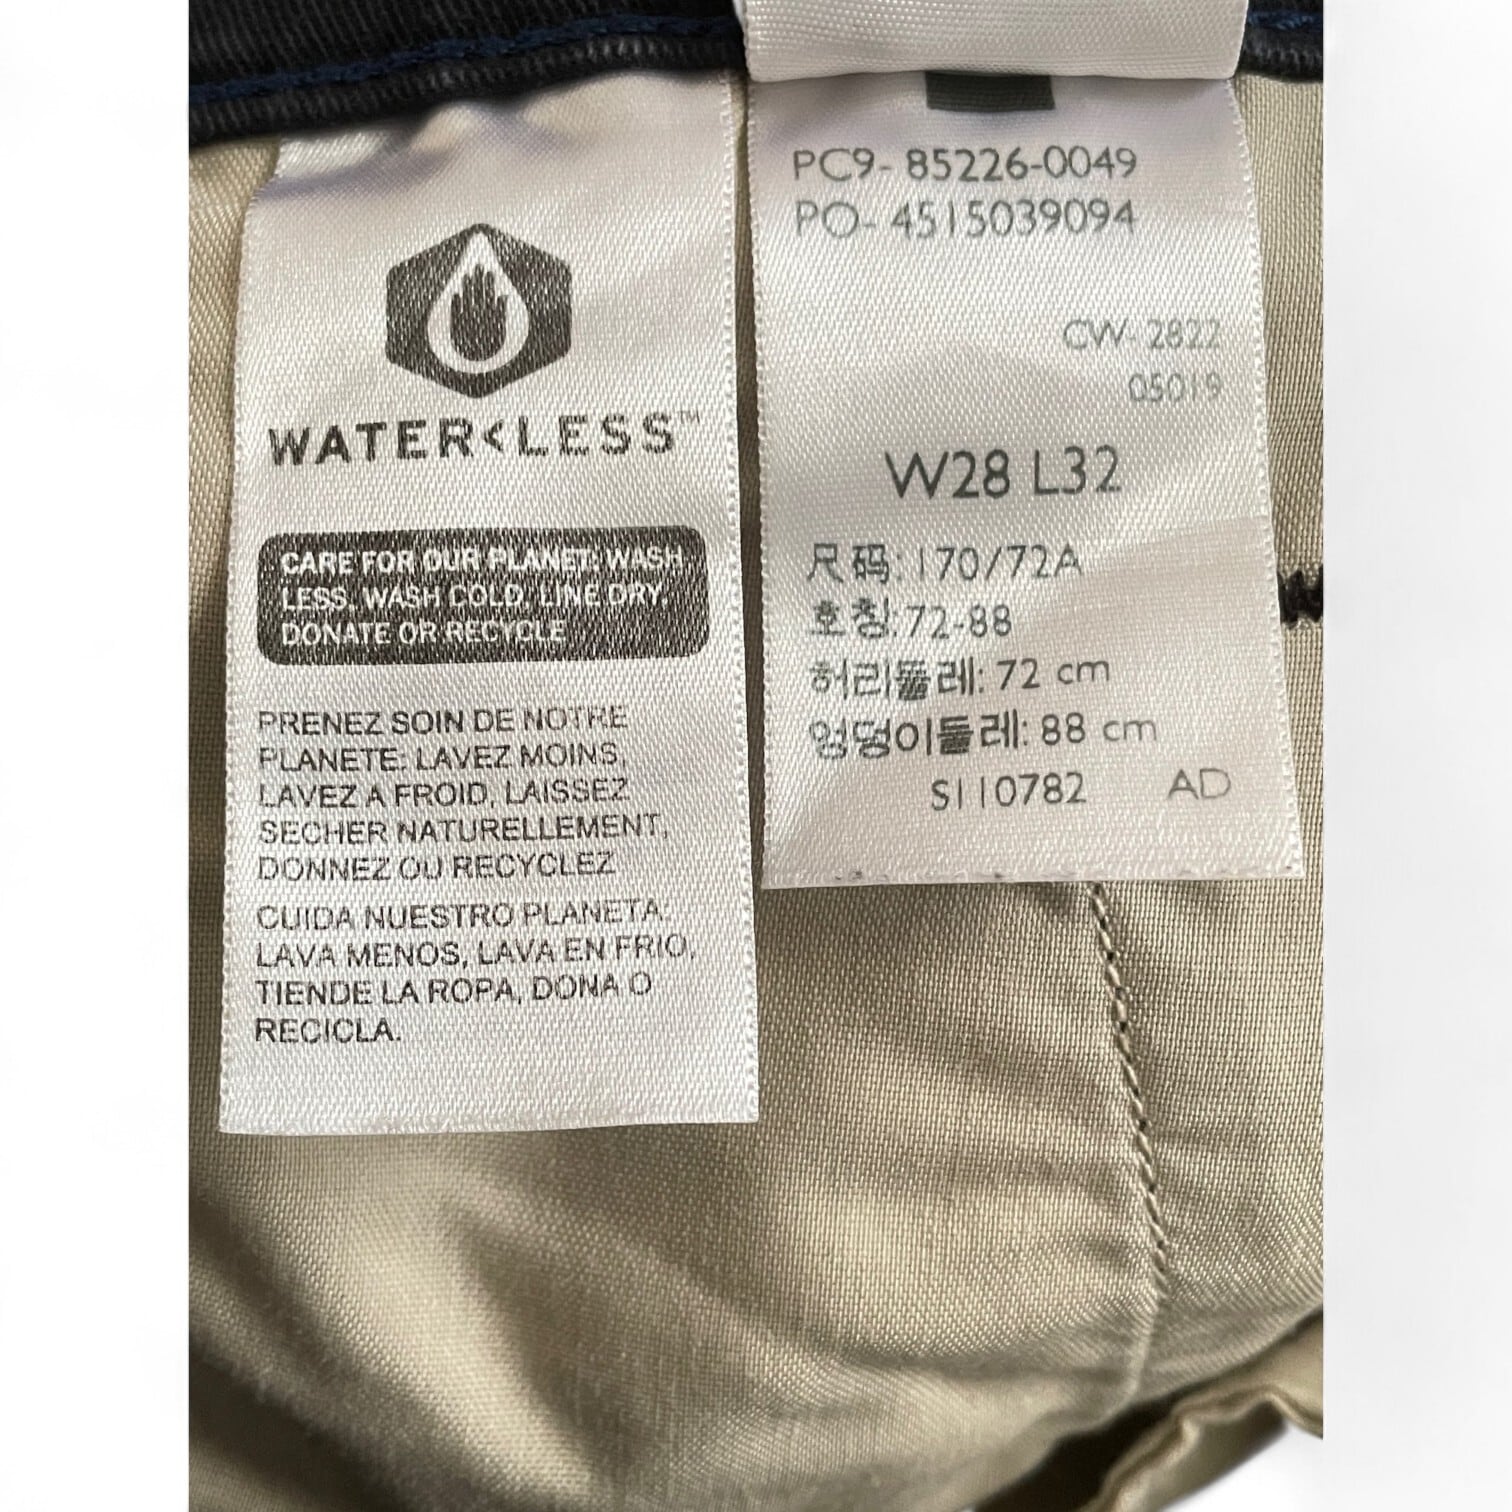 WATER<LESS™
CARE FOR OUR PLANET: WASH
LESS, WASH COLD, LINE DRY,
DONATE OR RECYCLE
PRENEZ SOIN DE NOTRE
PLANETE: LAVEZ MOINS,
LAVEZ A FROID, LAISSEZ
SECHER NATURELLEMENT,
DONNEZ OU RECYCLEZ
CUIDA NUESTRO PLANETA:
LAVA MENOS, LAVA EN FRIO,
TIENDE LA ROPA, DONA O
RECICLA.
PC9- 85226-0049
PO- 4515039094
CW- 2822
05019
W28 L32
尺码: 170/72A
호칭:72-88
허리둘레: 72 cm
엉덩이둘레: 88 cm
S110782 AD